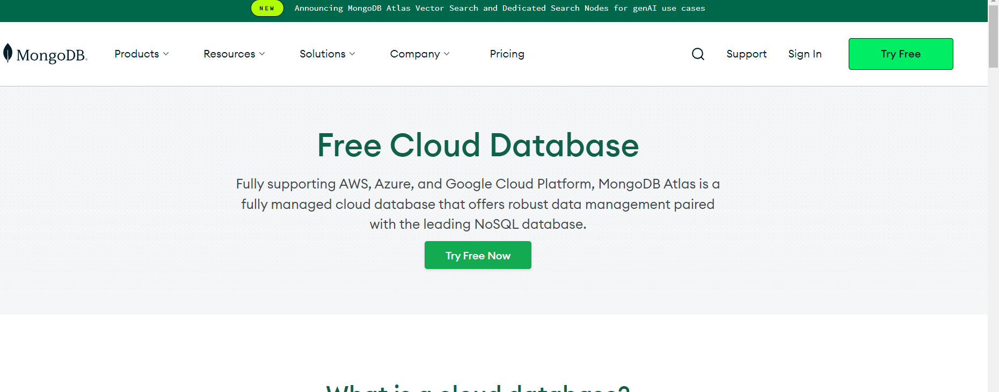 NEW Announcing MongoDB Atlas Vector Search and Dedicated Search Nodes for genAI use cases
MongoDB. Products Resources Solutions Company Pricing Support Sign In Try Free
Free Cloud Database
Fully supporting AWS, Azure, and Google Cloud Platform, MongoDB Atlas is a
fully managed cloud database that offers robust data management paired
with the leading NoSQL database.
Try Free Now
What is a cloud database?